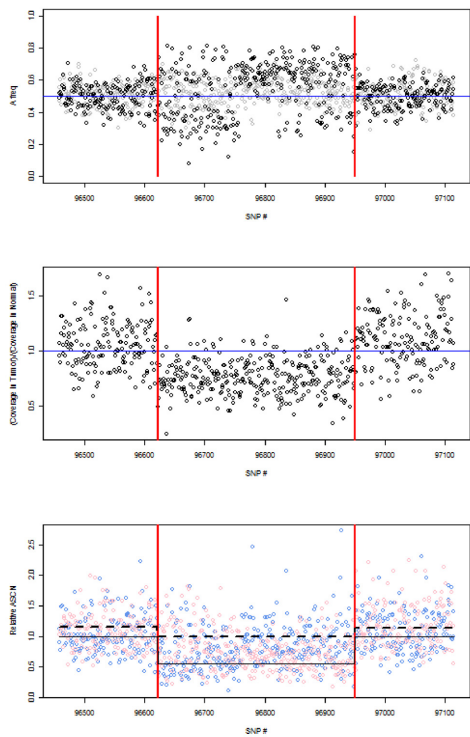 A freq
0.0 0.2 0.4 0.6 0.8 1.0
96500 96600 96700 96800 96900 97000 97100
SNP #
(Coverage in Tumor)/(Coverage in Normal)
0.5 1.0 1.5
96500 96600 96700 96800 96900 97000 97100
SNP #
Relative ASCN
0.0 0.5 1.0 1.5 2.0 2.5
96500 96600 96700 96800 96900 97000 97100
SNP #